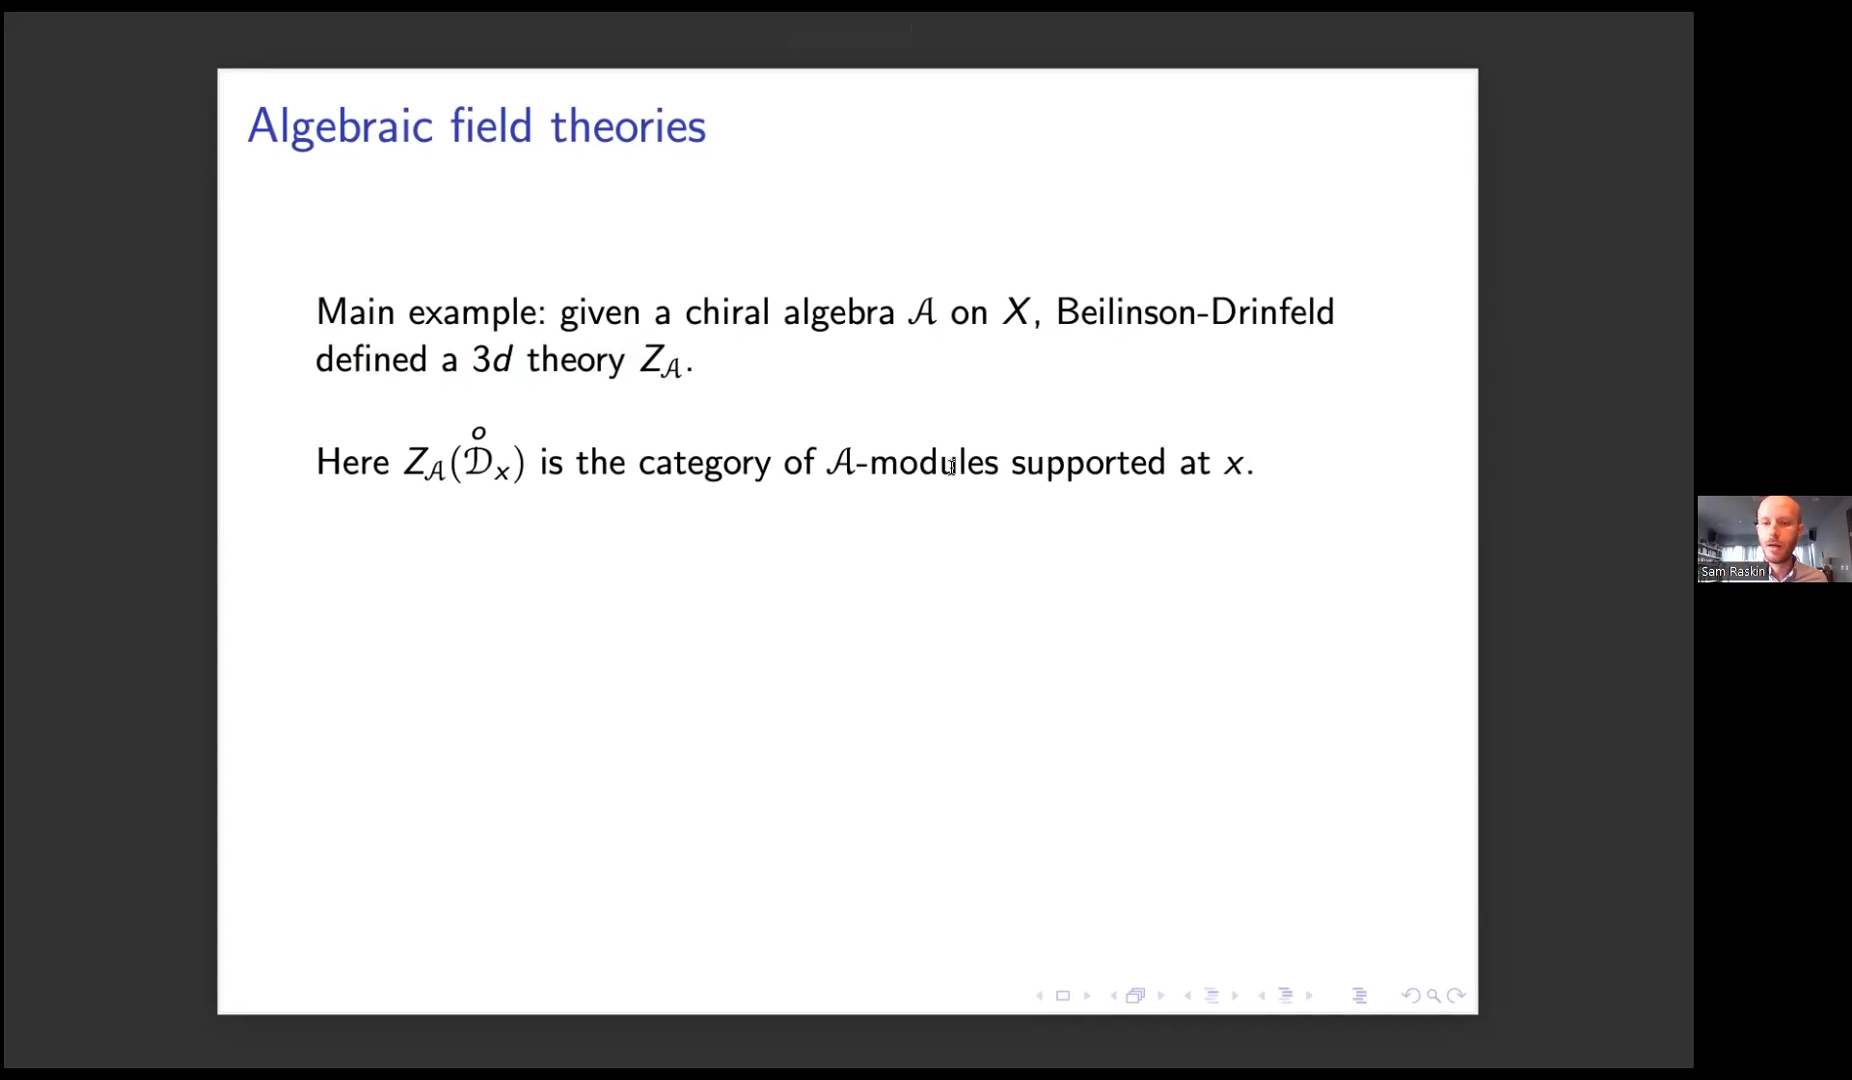 Algebraic field theories
Main example: given a chiral algebra 𝒜 on X, Beilinson-Drinfeld
defined a 3d theory Z_𝒜.
Here Z_𝒜(𝒟̊_x) is the category of 𝒜-modules supported at x.
Sam Raskin